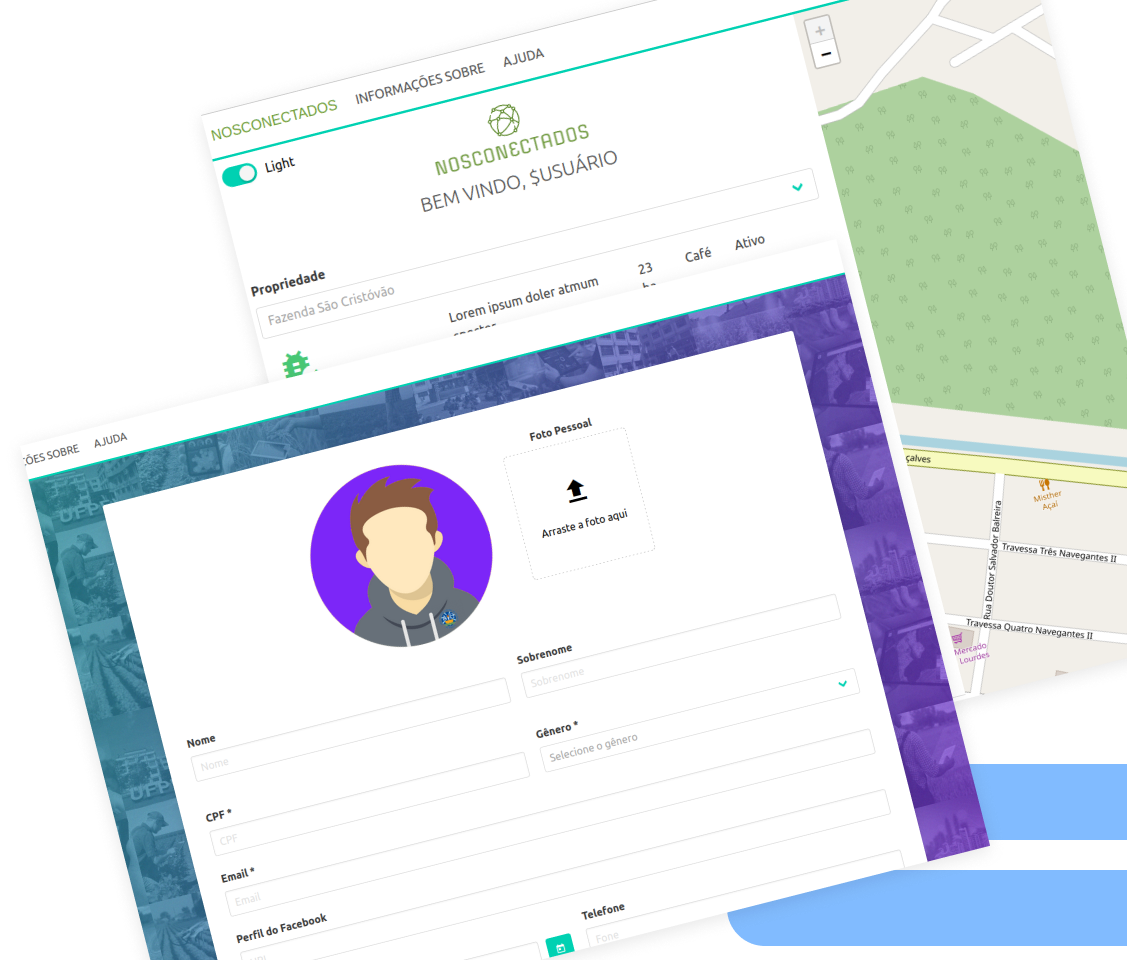 NOSCONECTADOS INFORMAÇÕES SOBRE AJUDA
Light
NOSCONECTADOS
BEM VINDO, $USUÁRIO
Propriedade
Fazenda São Cristóvão
Lorem ipsum doler atmum 23 Café Ativo
+
−
çalves
Misther
Açaí
Rua Doutor Salvador Balreira
Travessa Três Navegantes II
Travessa Quatro Navegantes II
Mercado
Lourdes
ÇÕES SOBRE AJUDA
Foto Pessoal
Arraste a foto aqui
Nome
Nome
Sobrenome
Sobrenome
CPF *
CPF
Gênero *
Selecione o gênero
Email *
Email
Perfil do Facebook
Telefone
Fone